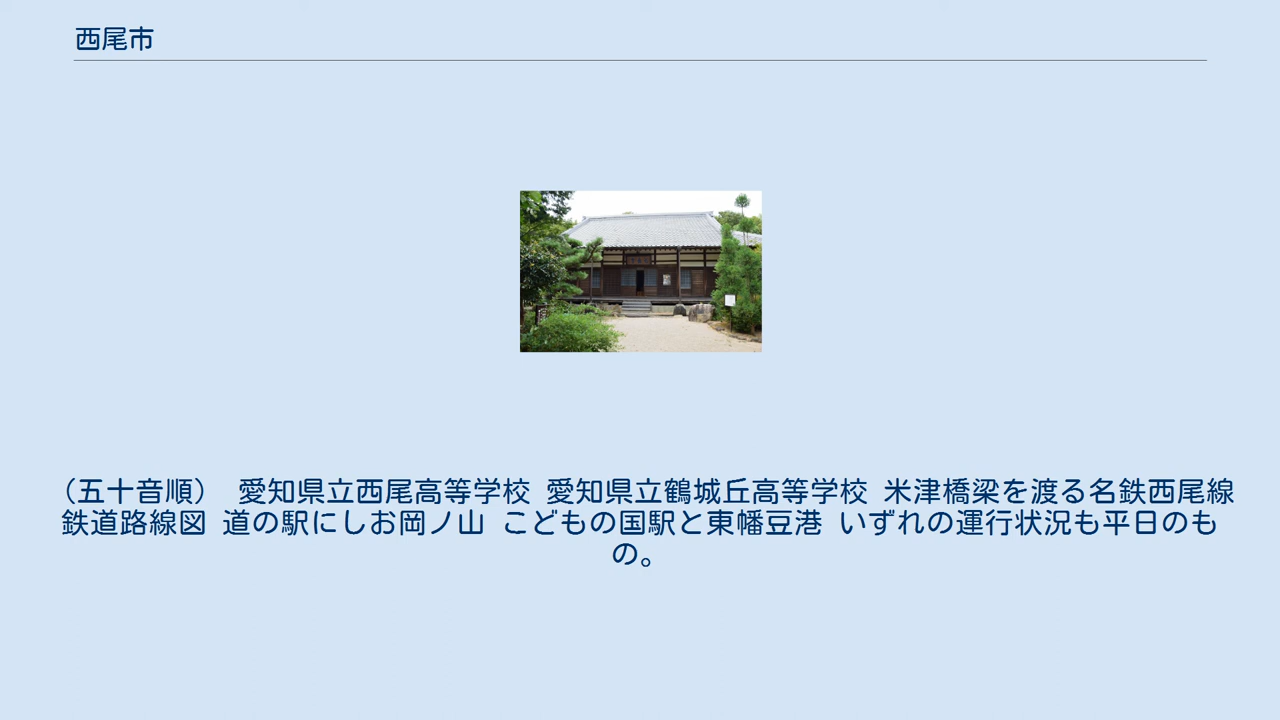 西尾市
（五十音順） 愛知県立西尾高等学校 愛知県立鶴城丘高等学校 米津橋梁を渡る名鉄西尾線
鉄道路線図 道の駅にしお岡ノ山 こどもの国駅と東幡豆港 いずれの運行状況も平日のも
の。